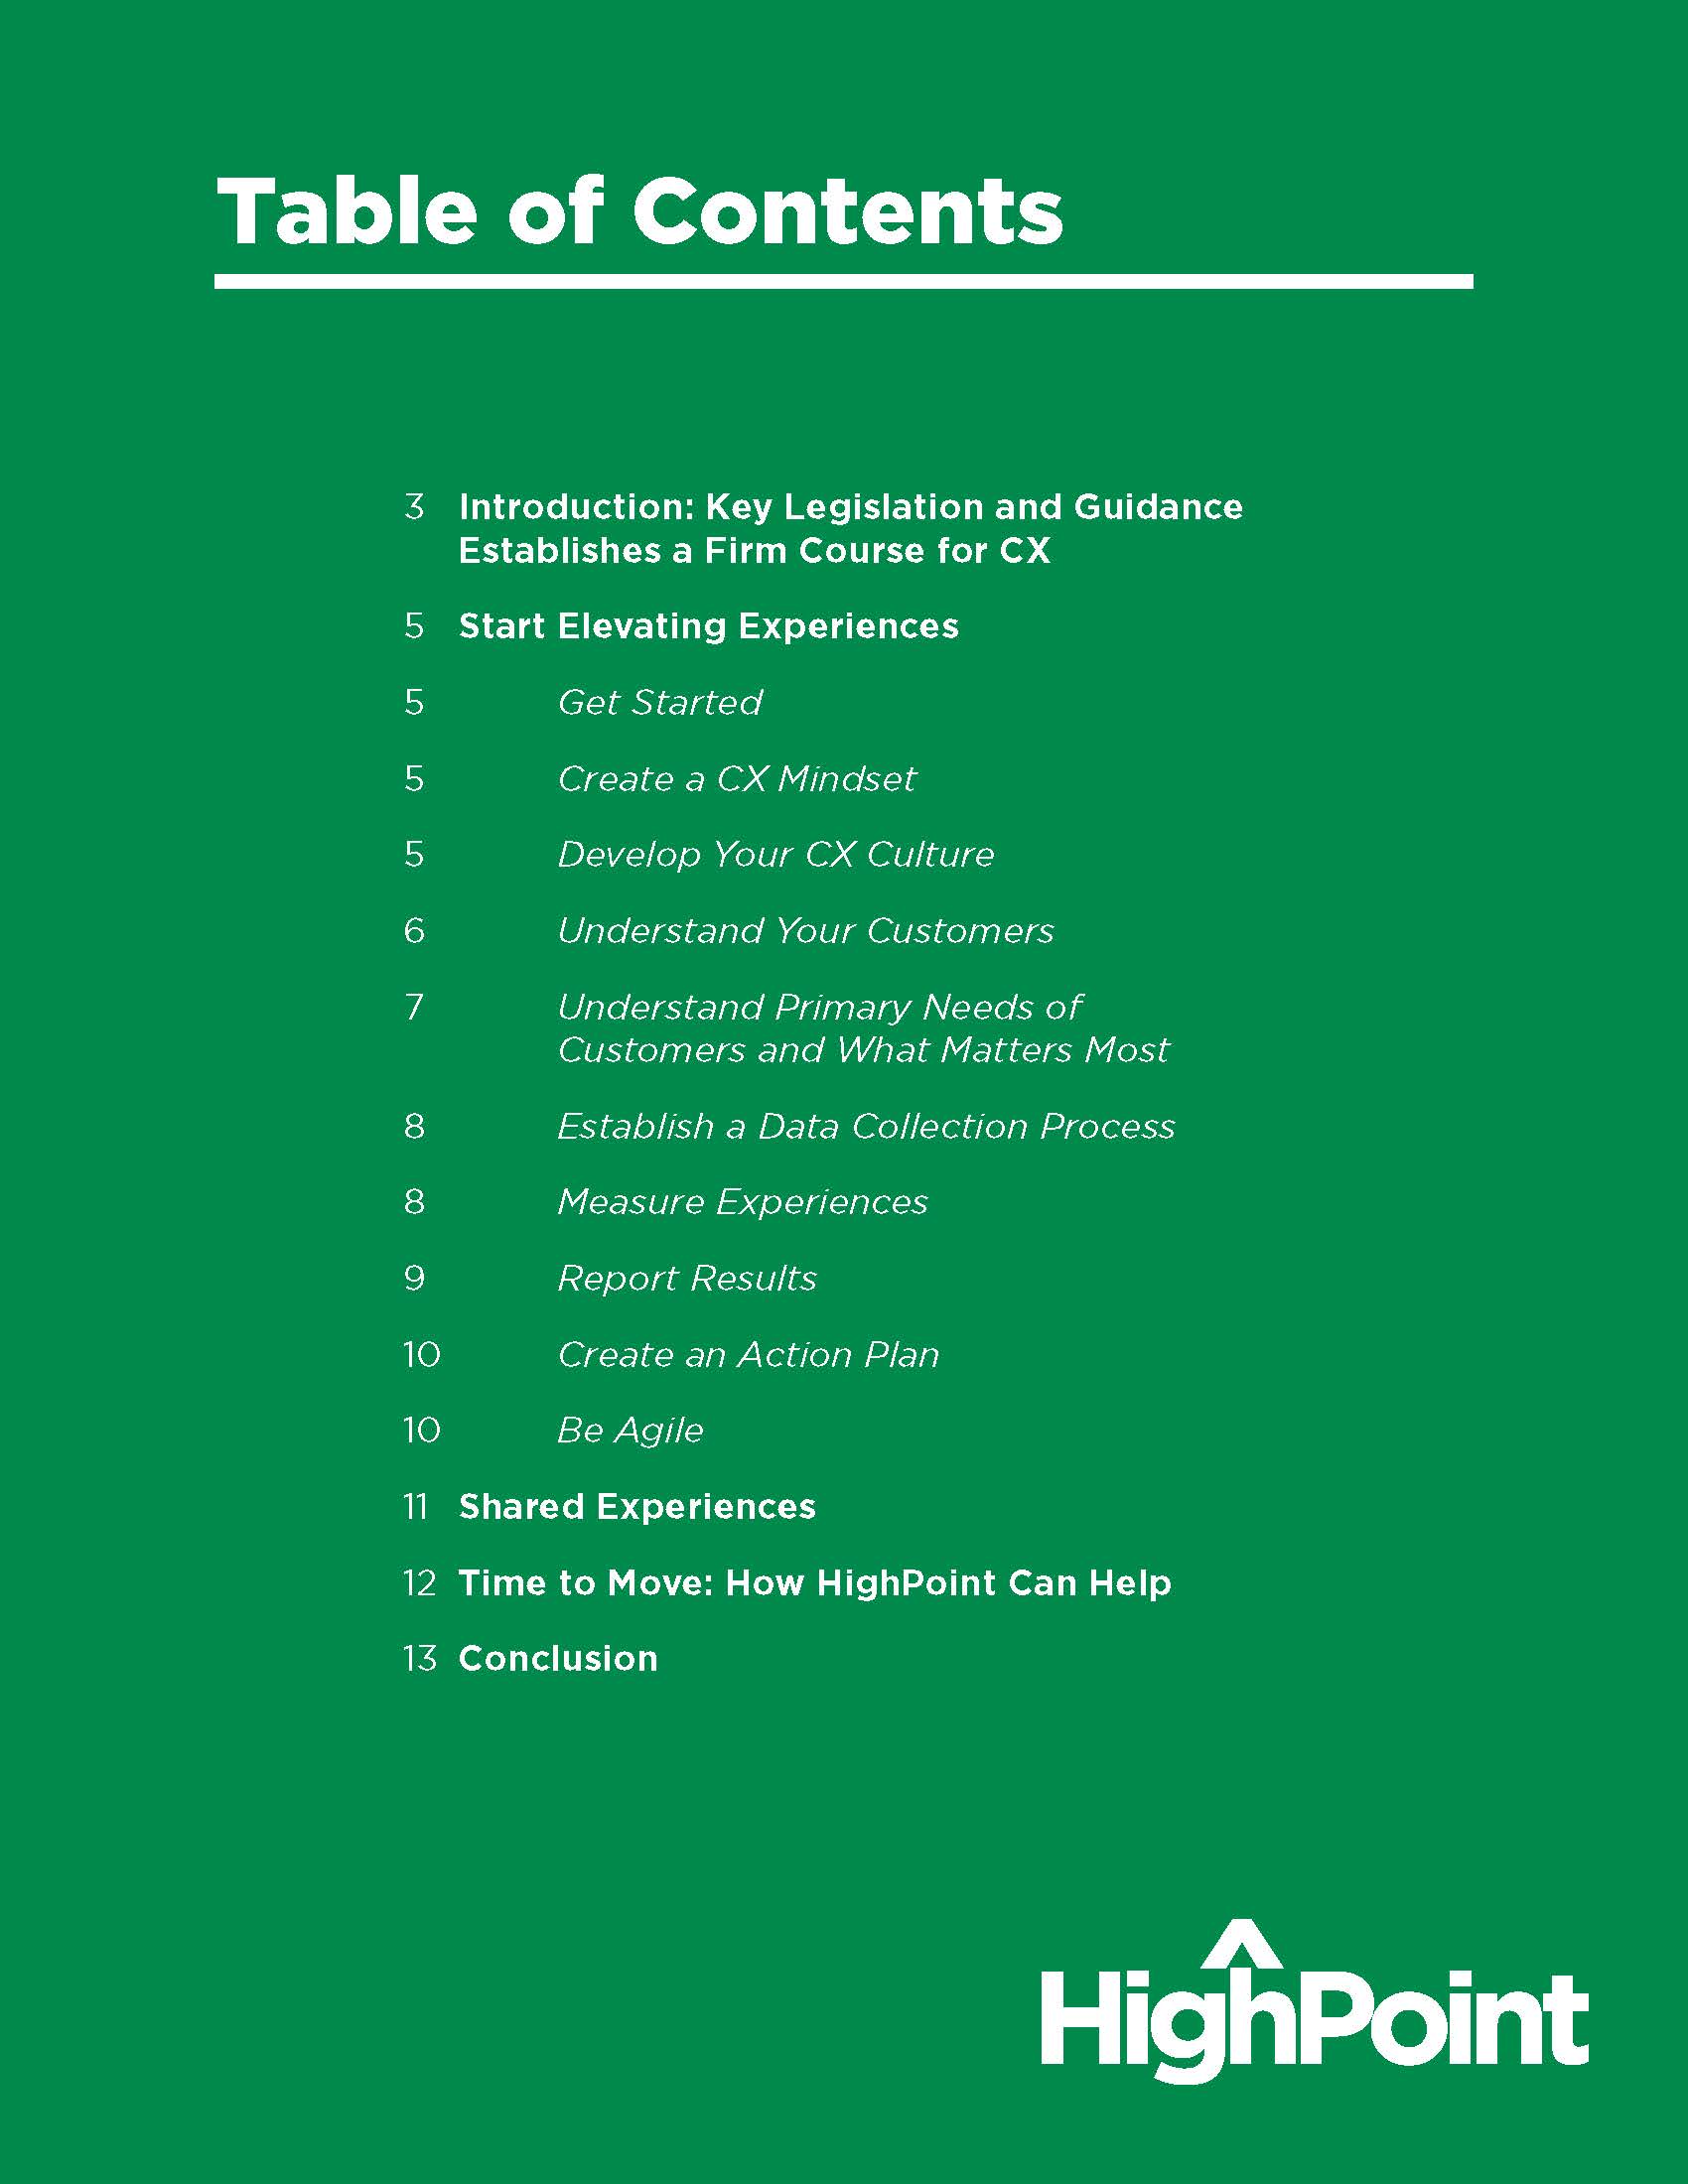 Table of Contents
3 Introduction: Key Legislation and Guidance
Establishes a Firm Course for CX
5 Start Elevating Experiences
5 Get Started
5 Create a CX Mindset
5 Develop Your CX Culture
6 Understand Your Customers
7 Understand Primary Needs of
Customers and What Matters Most
8 Establish a Data Collection Process
8 Measure Experiences
9 Report Results
10 Create an Action Plan
10 Be Agile
11 Shared Experiences
12 Time to Move: How HighPoint Can Help
13 Conclusion
HighPoint